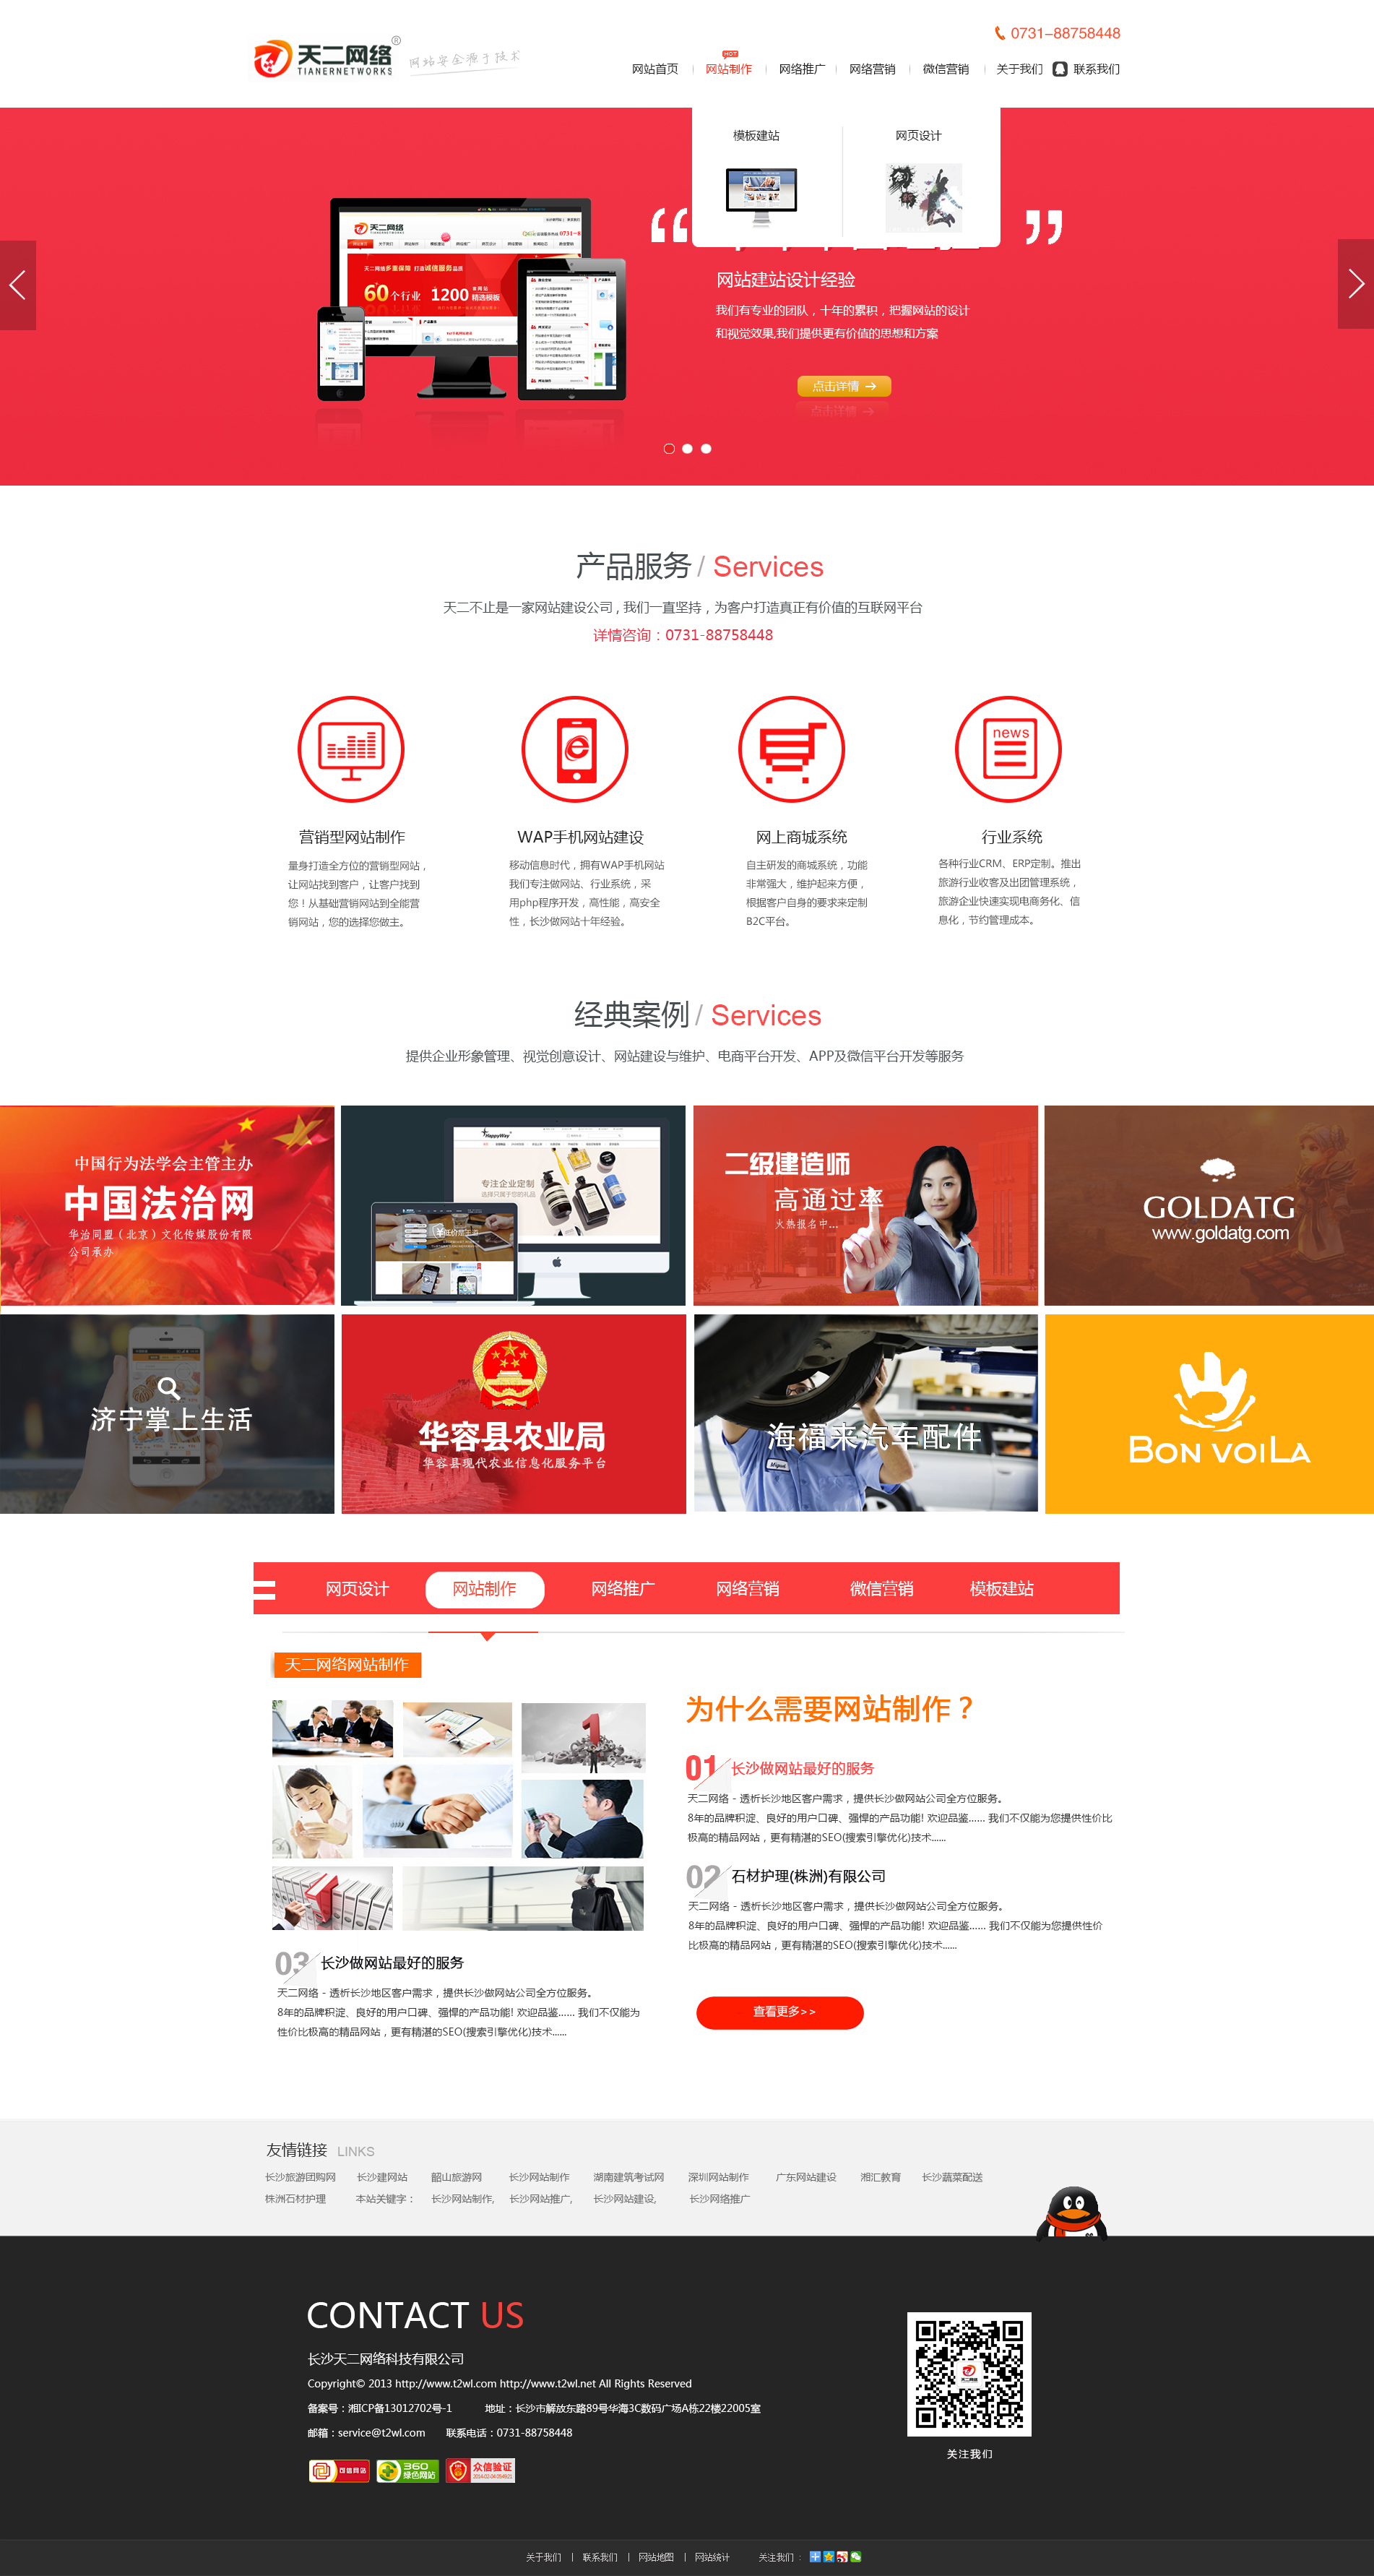 天二网络®
TIANERNETWORKS
网站安全源于技术
0731-88758448
HOT
网站首页
网站制作
网络推广
网络营销
微信营销
关于我们
联系我们
模板建站
网页设计
天二网络
天二网络多重保障 打造诚信服务品质
60个行业 1200精选模板
“ ”
网站建站设计经验
我们有专业的团队，十年的累积，把握网站的设计
和视觉效果,我们提供更有价值的思想和方案
点击详情
产品服务 / Services
天二不止是一家网站建设公司，我们一直坚持，为客户打造真正有价值的互联网平台
详情咨询：0731-88758448
news
营销型网站制作
量身打造全方位的营销型网站，
让网站找到客户，让客户找到
您！从基础营销网站到全能营
销网站，您的选择您做主。
WAP手机网站建设
移动信息时代，拥有WAP手机网站
我们专注做网站、行业系统，采
用php程序开发，高性能，高安全
性，长沙做网站十年经验。
网上商城系统
自主研发的商城系统，功能
非常强大，维护起来方便，
根据客户自身的要求来定制
B2C平台。
行业系统
各种行业CRM、ERP定制。推出
旅游行业收客及出团管理系统，
旅游企业快速实现电商务化、信
息化，节约管理成本。
经典案例 / Services
提供企业形象管理、视觉创意设计、网站建设与维护、电商平台开发、APP及微信平台开发等服务
中国行为法学会主管主办
中国法治网
华治同盟（北京）文化传媒股份有限
公司承办
HappyWay
专注企业定制
选择只属于您的礼品
二级建造师
高通过率
火热报名中...
GOLDATG
www.goldatg.com
济宁掌上生活
华容县农业局
华容县现代农业信息化服务平台
海福来汽车配件
BON VOILA
网页设计
网站制作
网络推广
网络营销
微信营销
模板建站
天二网络网站制作
为什么需要网站制作？
01 长沙做网站最好的服务
天二网络 - 透析长沙地区客户需求，提供长沙做网站公司全方位服务。
8年的品牌积淀、良好的用户口碑、强悍的产品功能! 欢迎品鉴...... 我们不仅能为您提供性价比
极高的精品网站，更有精湛的SEO(搜索引擎优化)技术......
02 石材护理(株洲)有限公司
天二网络 - 透析长沙地区客户需求，提供长沙做网站公司全方位服务。
8年的品牌积淀、良好的用户口碑、强悍的产品功能! 欢迎品鉴...... 我们不仅能为您提供性价
比极高的精品网站，更有精湛的SEO(搜索引擎优化)技术......
03 长沙做网站最好的服务
天二网络 - 透析长沙地区客户需求，提供长沙做网站公司全方位服务。
8年的品牌积淀、良好的用户口碑、强悍的产品功能! 欢迎品鉴...... 我们不仅能为
性价比极高的精品网站，更有精湛的SEO(搜索引擎优化)技术......
查看更多>>
友情链接 LINKS
长沙旅游团购网 长沙建网站 韶山旅游网 长沙网站制作 湖南建筑考试网 深圳网站制作 广东网站建设 湘汇教育 长沙蔬菜配送
株洲石材护理 本站关键字： 长沙网站制作, 长沙网站推广, 长沙网站建设, 长沙网络推广
CONTACT US
长沙天二网络科技有限公司
Copyright© 2013 http://www.t2wl.com http://www.t2wl.net All Rights Reserved
备案号：湘ICP备13012702号-1 地址：长沙市解放东路89号华海3C数码广场A栋22楼22005室
邮箱：service@t2wl.com 联系电话：0731-88758448
可信网站
360
绿色网站
众信验证
天二网络
关注我们
关于我们 | 联系我们 | 网站地图 | 网站统计 关注我们：